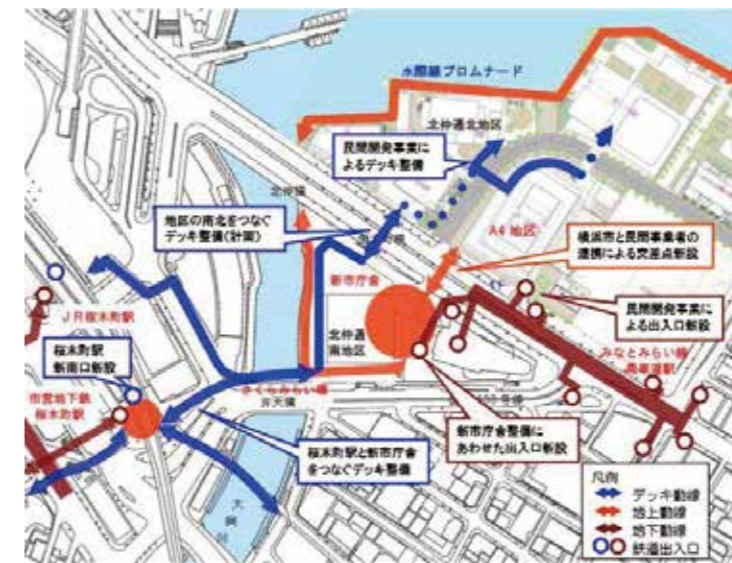 水際線プロムナード
北仲通北地区
民間開発事業に
よるデッキ整備
北仲橋
地区の南北をつなぐ
デッキ整備(計画)
A4 地区
横浜市と民間事業者の
連携による交差点新設
新市庁舎
JR桜木町駅
北仲通
南地区
民間開発事業に
よる出入口新設
桜木町駅
新南口新設
みなとみらい線
馬車道駅
市営地下鉄
桜木町駅
さくらみらい橋
弁天橋
新市庁舎整備に
あわせた出入口新設
桜木町駅と新市庁舎
をつなぐデッキ整備
大
岡
川
凡例
デッキ動線
地上動線
地下動線
鉄道出入口